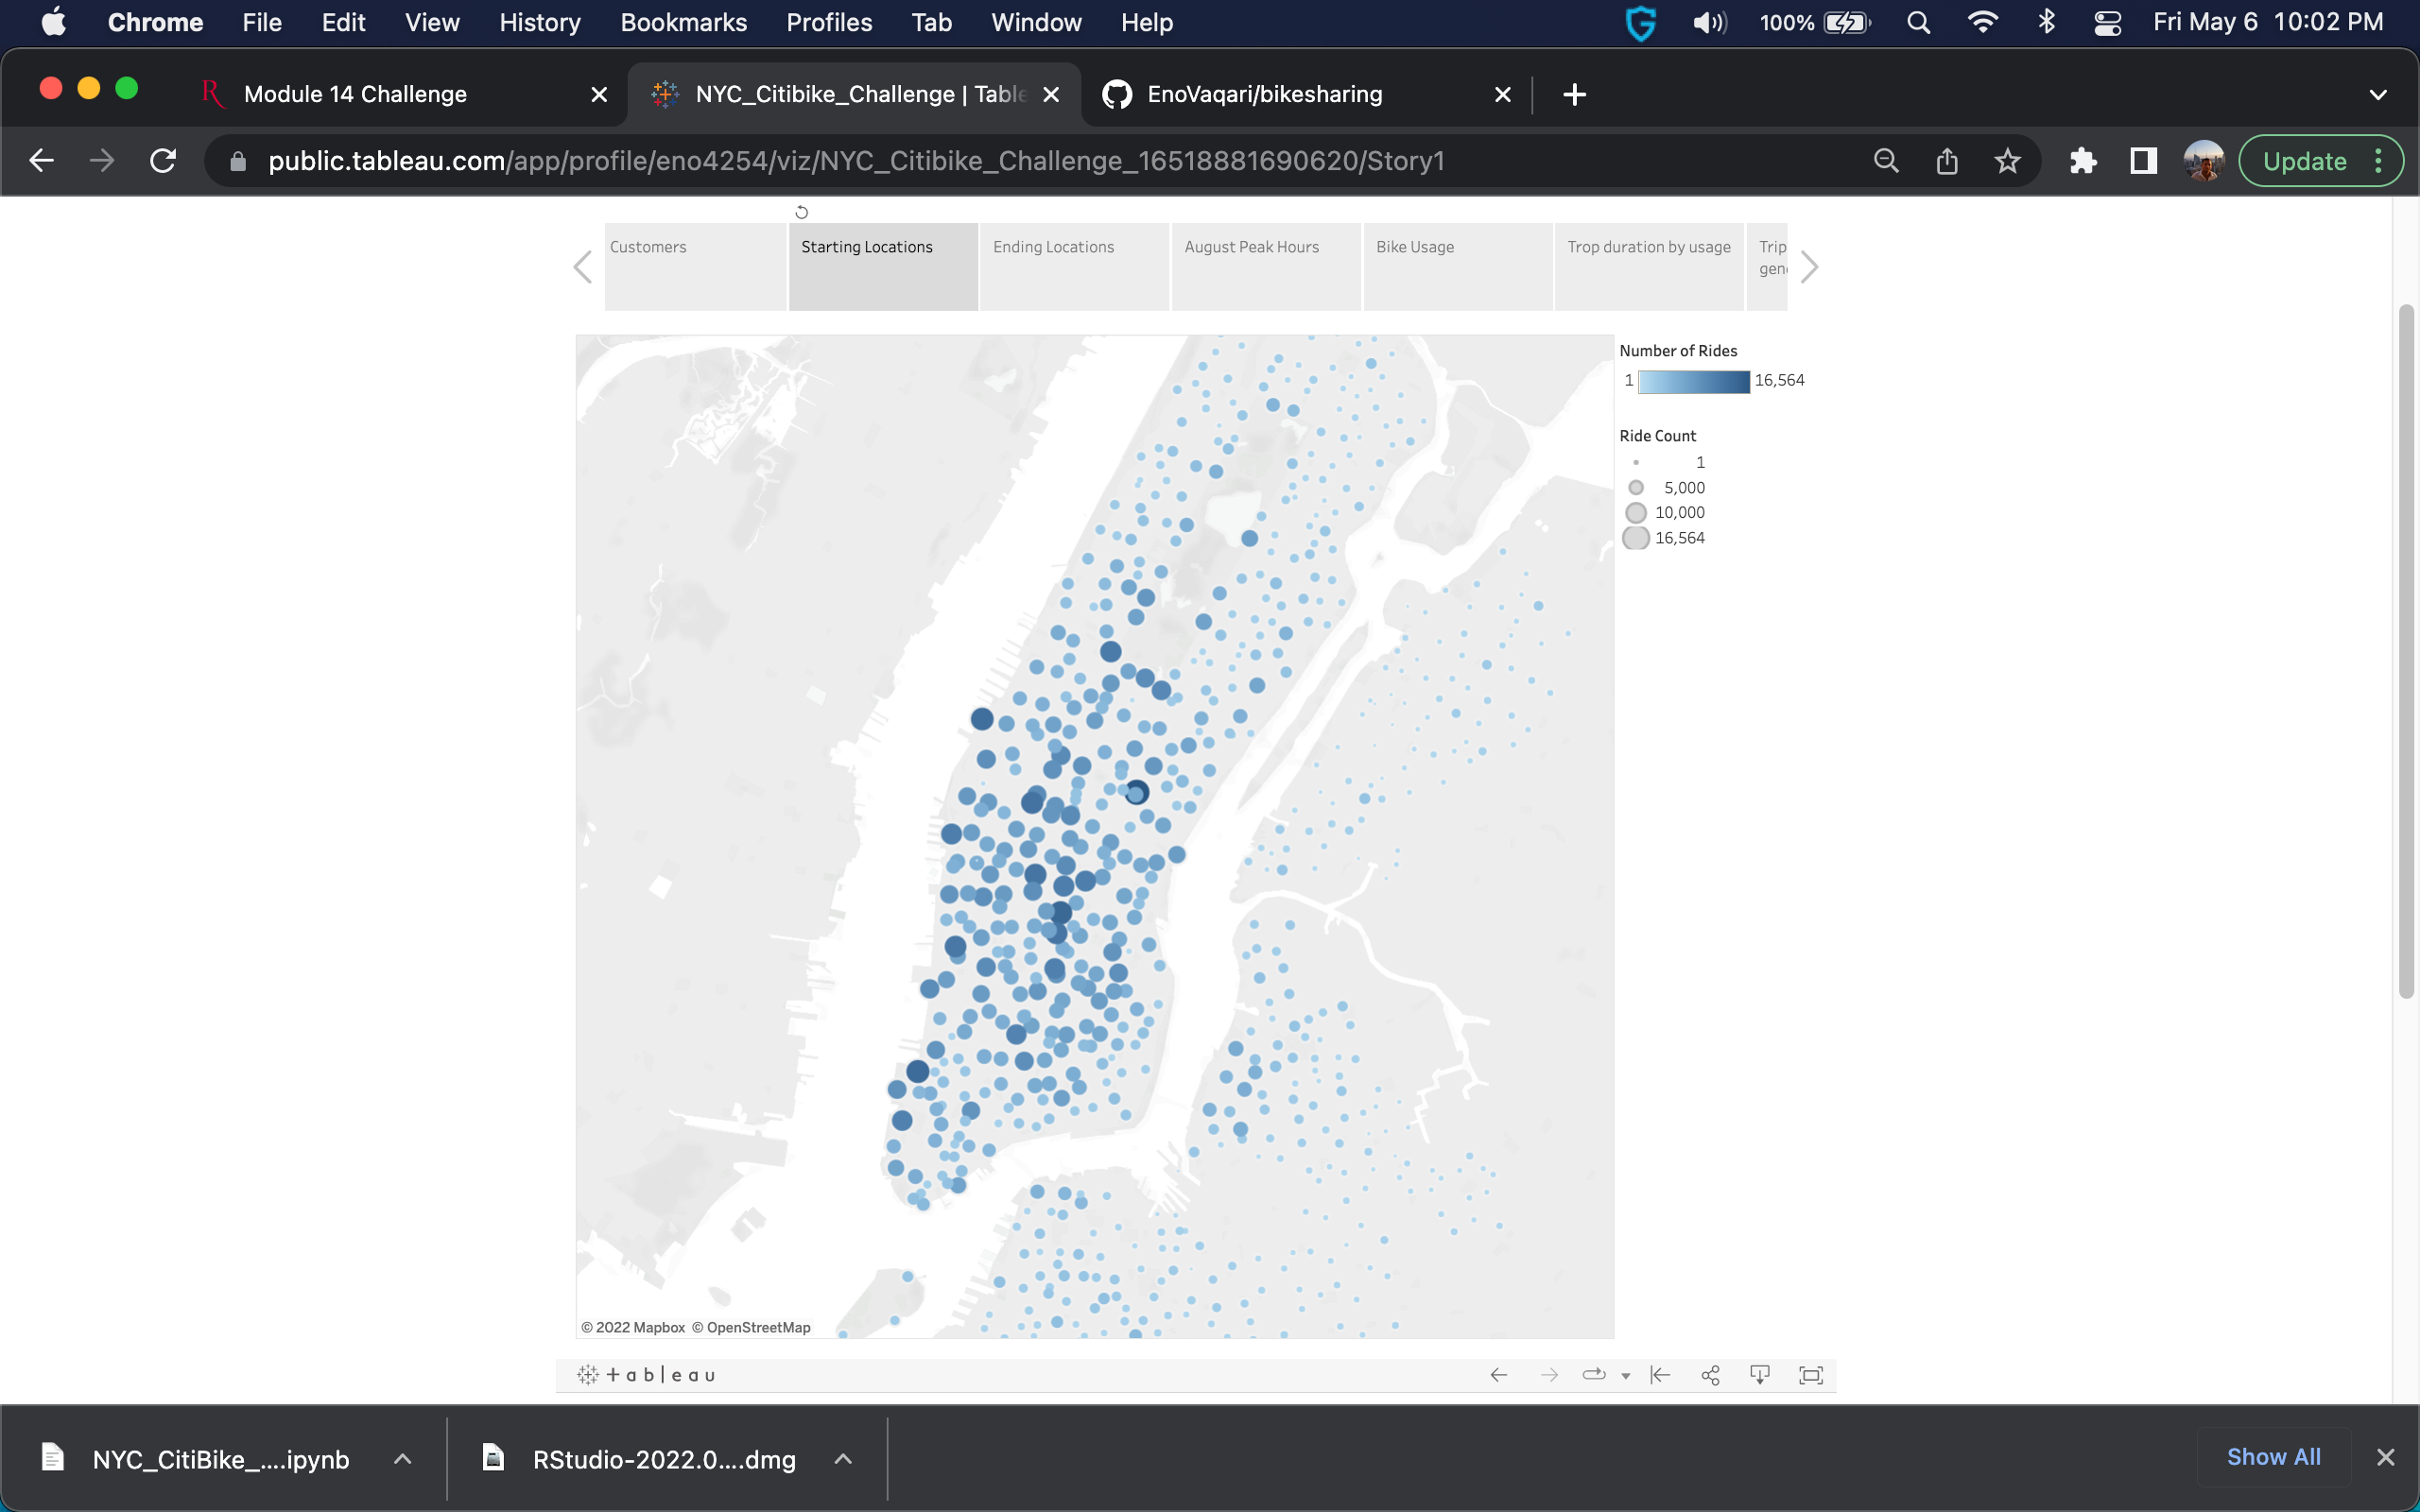 Chrome File Edit View History Bookmarks Profiles Tab Window Help 100% Fri May 6 10:02 PM
Module 14 Challenge NYC_Citibike_Challenge | Table EnoVaqari/bikesharing
public.tableau.com/app/profile/eno4254/viz/NYC_Citibike_Challenge_16518881690620/Story1 Update
Customers Starting Locations Ending Locations August Peak Hours Bike Usage Trop duration by usage Trip
gen
Number of Rides
1 16,564
Ride Count
1
5,000
10,000
16,564
© 2022 Mapbox © OpenStreetMap
+ a b | e a u
NYC_CitiBike_....ipynb RStudio-2022.0....dmg Show All